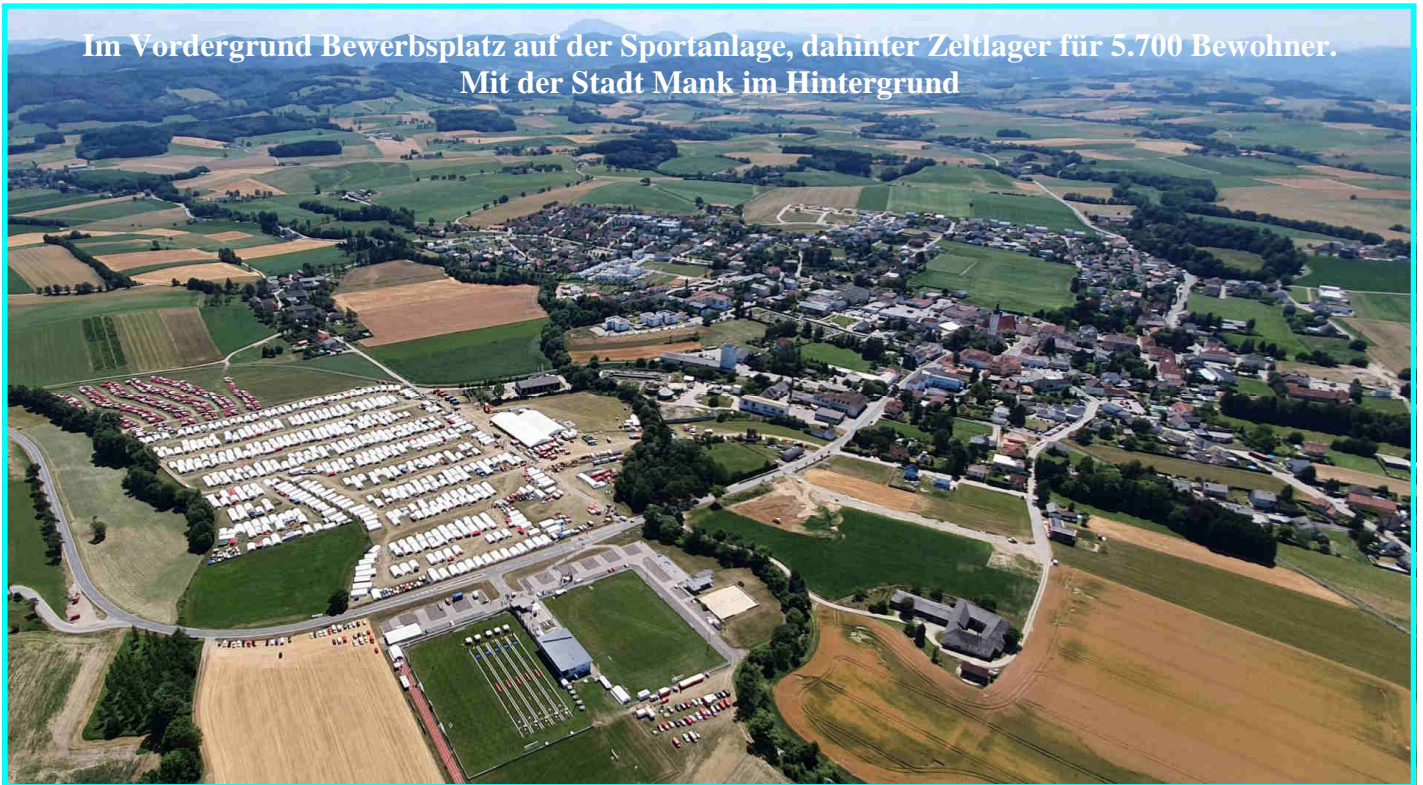 Im Vordergrund Bewerbsplatz auf der Sportanlage, dahinter Zeltlager für 5.700 Bewohner.
Mit der Stadt Mank im Hintergrund